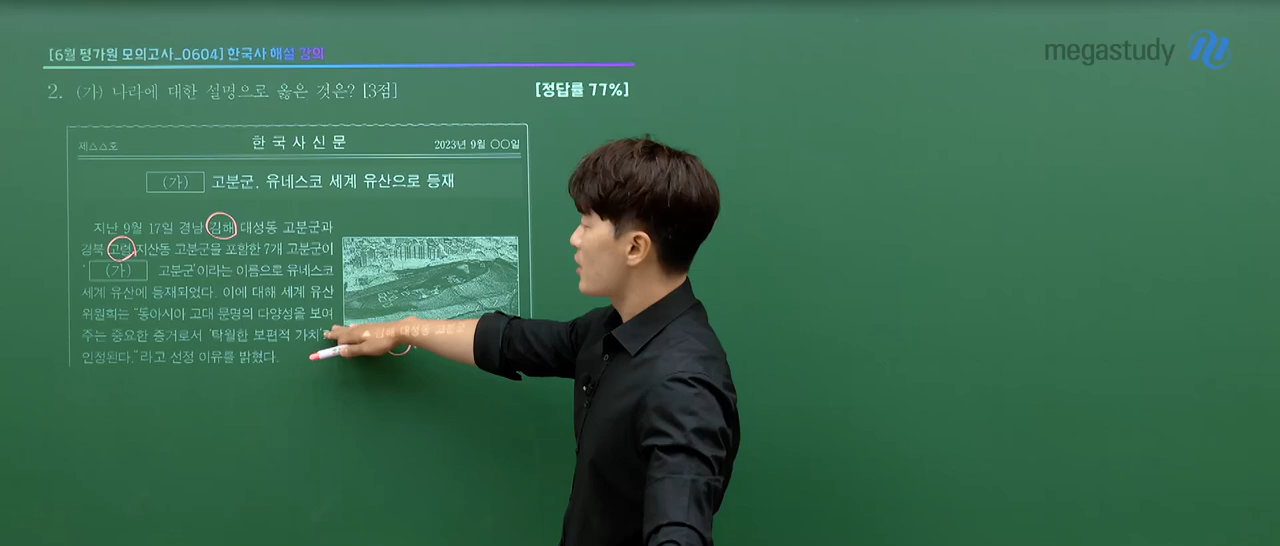 [6월 평가원 모의고사_0604] 한국사 해설 강의
megastudy
2. (가) 나라에 대한 설명으로 옳은 것은? [3점]
[정답률 77%]
제△△호
한국사신문
2023년 9월 ○○일
(가) 고분군, 유네스코 세계 유산으로 등재
지난 9월 17일 경남 김해 대성동 고분군과
경북 고령 지산동 고분군을 포함한 7개 고분군이
‘ (가) 고분군’이라는 이름으로 유네스코
세계 유산에 등재되었다. 이에 대해 세계 유산
위원회는 “동아시아 고대 문명의 다양성을 보여
주는 중요한 증거로서 ‘탁월한 보편적 가치’
인정된다.”라고 선정 이유를 밝혔다.
▲ 김해 대성동 고분군